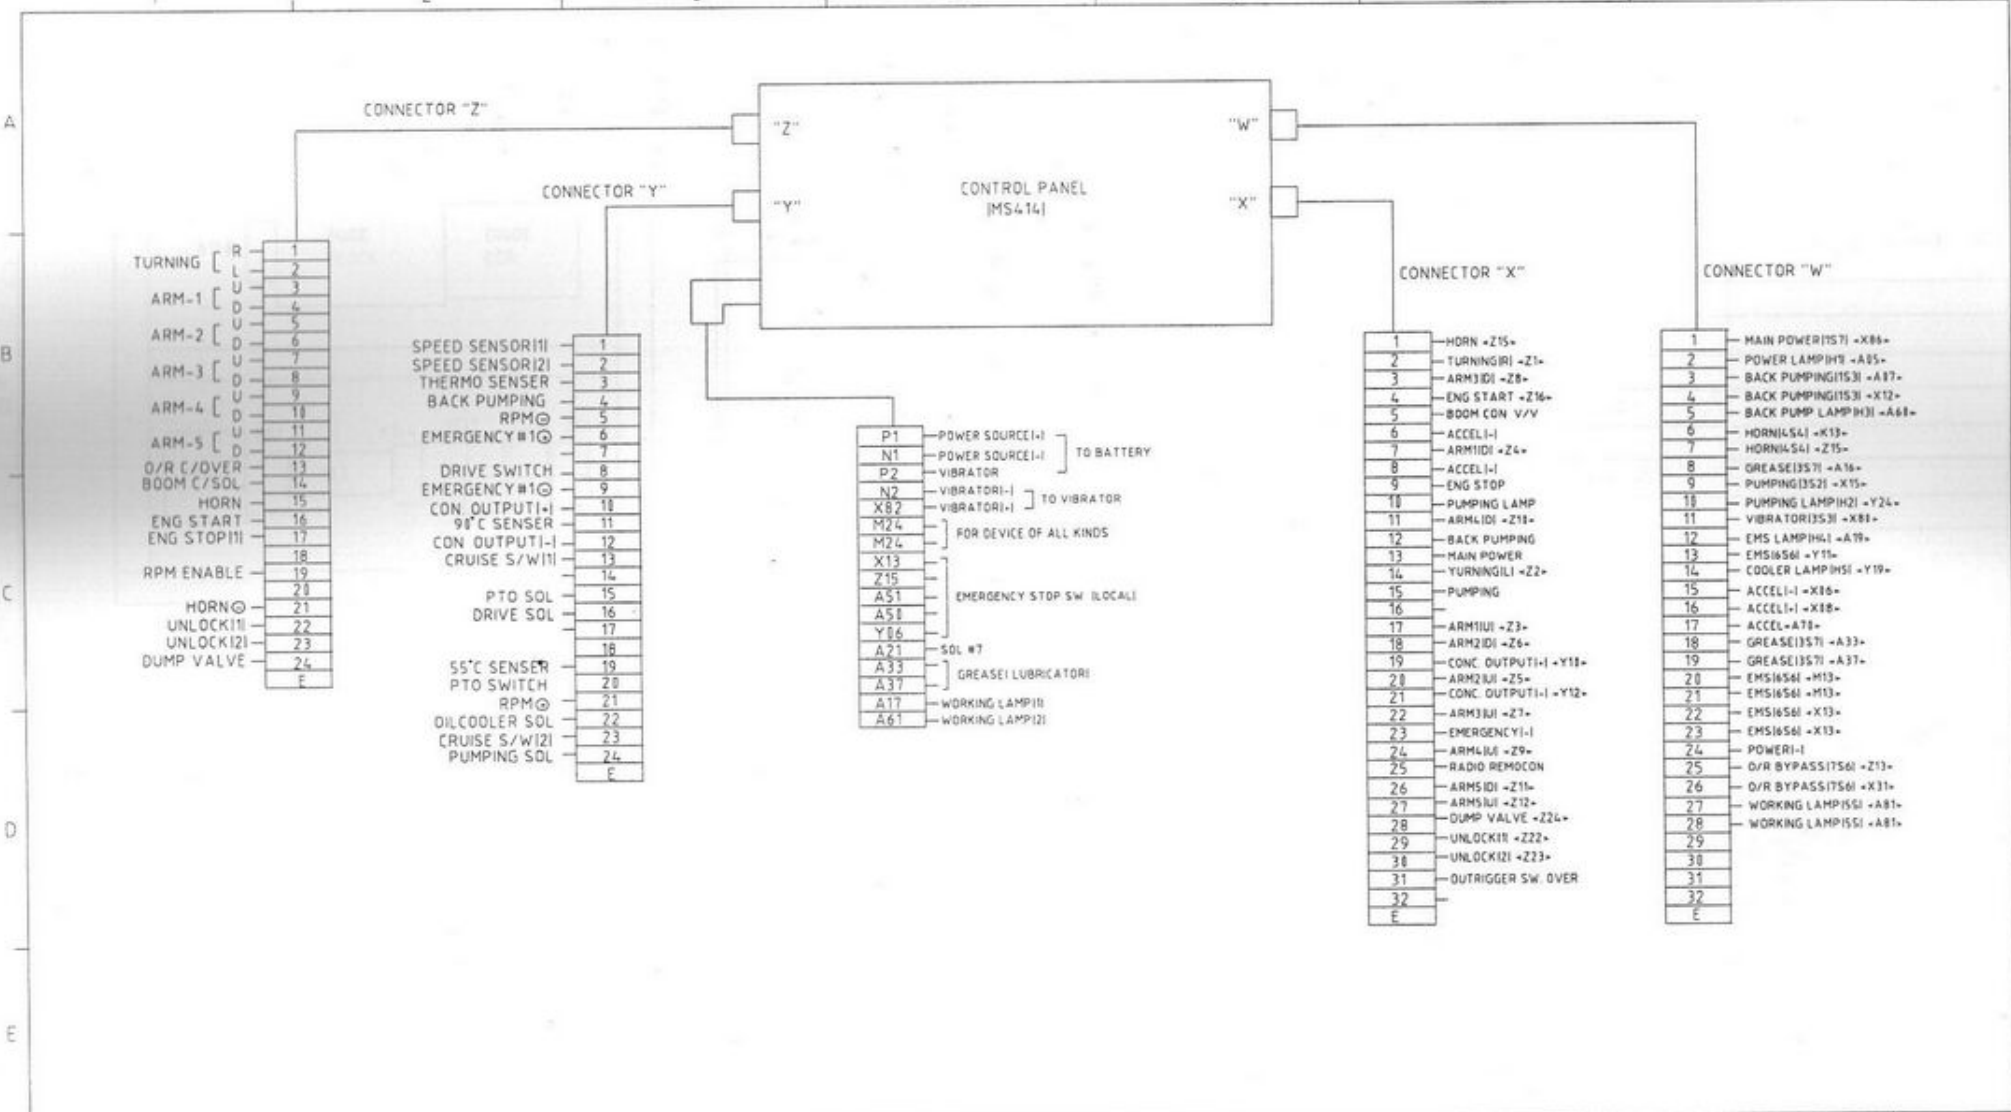 CONNECTOR "Z"
"Z"
"W"
CONNECTOR "Y"
"Y"
CONTROL PANEL
(MS414)
"X"
CONNECTOR "X"
CONNECTOR "W"
TURNING [ R 1
L 2
ARM-1 [ U 3
D 4
ARM-2 [ U 5
D 6
ARM-3 [ U 7
D 8
ARM-4 [ U 9
D 10
ARM-5 [ U 11
D 12
O/R C/OVER 13
BOOM C/SOL 14
HORN 15
ENG START 16
ENG STOP(1) 17
18
RPM ENABLE 19
20
HORN⊖ 21
UNLOCK(1) 22
UNLOCK(2) 23
DUMP VALVE 24
E
SPEED SENSOR(1) 1
SPEED SENSOR(2) 2
THERMO SENSER 3
BACK PUMPING 4
RPM⊖ 5
EMERGENCY#1 6
7
DRIVE SWITCH 8
EMERGENCY#1⊖ 9
CON. OUTPUT(+) 10
90°C SENSER 11
CON OUTPUT(-) 12
CRUISE S/W(1) 13
14
PTO SOL 15
DRIVE SOL 16
17
18
55°C SENSER 19
PTO SWITCH 20
RPM 21
OILCOOLER SOL 22
CRUISE S/W(2) 23
PUMPING SOL 24
E
P1 POWER SOURCE(+)
N1 POWER SOURCE(-)
TO BATTERY
P2 VIBRATOR
N2 VIBRATOR(-)
X82 VIBRATOR(+)
TO VIBRATOR
M24
M24
FOR DEVICE OF ALL KINDS
X13
Z15
A51
A50
Y06
EMERGENCY STOP SW. (LOCAL)
A21 SOL #7
A33
A37
GREASE( LUBRICATOR)
A17 WORKING LAMP(1)
A61 WORKING LAMP(2)
1 HORN <Z15>
2 TURNING(R) <Z1>
3 ARM3(D) <Z8>
4 ENG START <Z16>
5 BOOM CON V/V
6 ACCEL(-)
7 ARM1(D) <Z4>
8 ACCEL(+)
9 ENG STOP
10 PUMPING LAMP
11 ARM4(D) <Z10>
12 BACK PUMPING
13 MAIN POWER
14 YURNING(L) <Z2>
15 PUMPING
16
17 ARM1(U) <Z3>
18 ARM2(D) <Z6>
19 CONC. OUTPUT(+) <Y10>
20 ARM2(U) <Z5>
21 CONC. OUTPUT(-) <Y12>
22 ARM3(U) <Z7>
23 EMERGENCY(-)
24 ARM4(U) <Z9>
25 RADIO REMOCON
26 ARM5(D) <Z11>
27 ARM5(U) <Z12>
28 DUMP VALVE <Z24>
29 UNLOCK(1) <Z22>
30 UNLOCK(2) <Z23>
31 OUTRIGGER SW. OVER
32
E
1 MAIN POWER(1S7) <X06>
2 POWER LAMP(H1) <A05>
3 BACK PUMPING(1S3) <A07>
4 BACK PUMPING(1S3) <X12>
5 BACK PUMP LAMP(H3) <A60>
6 HORN(4S4) <K13>
7 HORN(4S4) <Z15>
8 GREASE(3S7) <A16>
9 PUMPING(3S2) <X15>
10 PUMPING LAMP(H2) <Y24>
11 VIBRATOR(3S3) <X80>
12 EMS LAMP(H4) <A19>
13 EMS(6S6) <Y11>
14 COOLER LAMP(H5) <Y19>
15 ACCEL(-) <X06>
16 ACCEL(+) <X08>
17 ACCEL<A70>
18 GREASE(3S7) <A33>
19 GREASE(3S7) <A37>
20 EMS(6S6) <M13>
21 EMS(6S6) <M13>
22 EMS(6S6) <X13>
23 EMS(6S6) <X13>
24 POWER(-)
25 O/R BYPASS(7S6) <Z13>
26 O/R BYPASS(7S6) <X31>
27 WORKING LAMP(S5) <A81>
28 WORKING LAMP(S5) <A81>
29
30
31
32
E
A
B
C
D
E